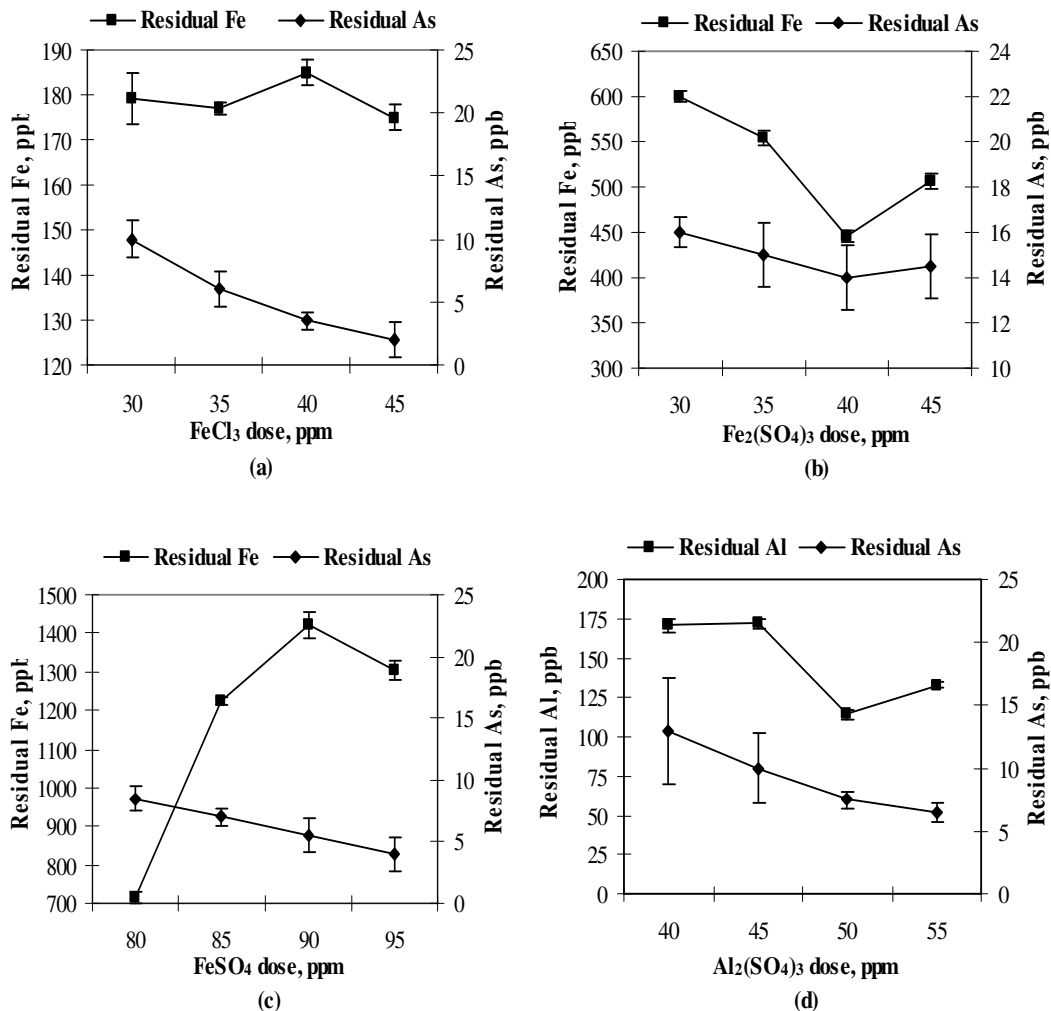 Residual Fe Residual As
190
180
170
160
150
140
130
120
Residual Fe, ppb
25
20
15
10
5
0
Residual As, ppb
30 35 40 45
FeCl3 dose, ppm
(a)
Residual Fe Residual As
650
600
550
500
450
400
350
300
Residual Fe, ppb
24
22
20
18
16
14
12
10
Residual As, ppb
30 35 40 45
Fe2(SO4)3 dose, ppm
(b)
Residual Fe Residual As
1500
1400
1300
1200
1100
1000
900
800
700
Residual Fe, ppb
25
20
15
10
5
0
Residual As, ppb
80 85 90 95
FeSO4 dose, ppm
(c)
Residual Al Residual As
200
175
150
125
100
75
50
25
0
Residual Al, ppb
25
20
15
10
5
0
Residual As, ppb
40 45 50 55
Al2(SO4)3 dose, ppm
(d)